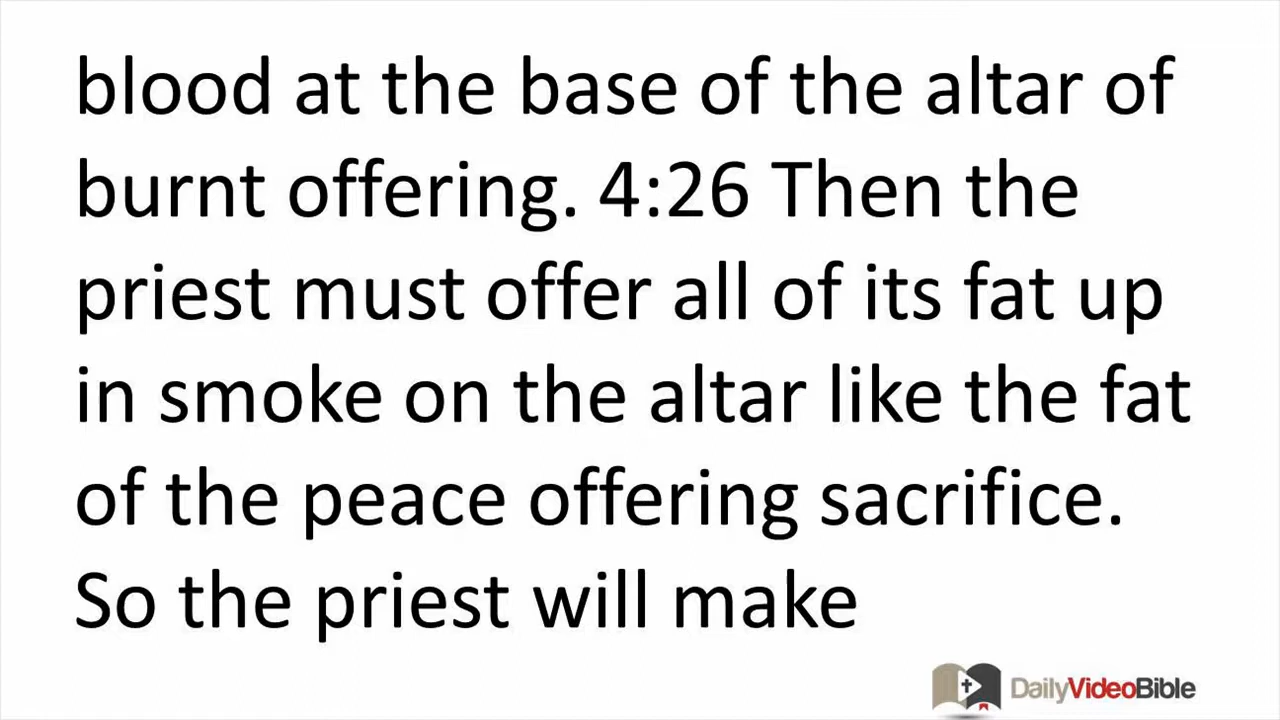 blood at the base of the altar of
burnt offering. 4:26 Then the
priest must offer all of its fat up
in smoke on the altar like the fat
of the peace offering sacrifice.
So the priest will make
DailyVideoBible